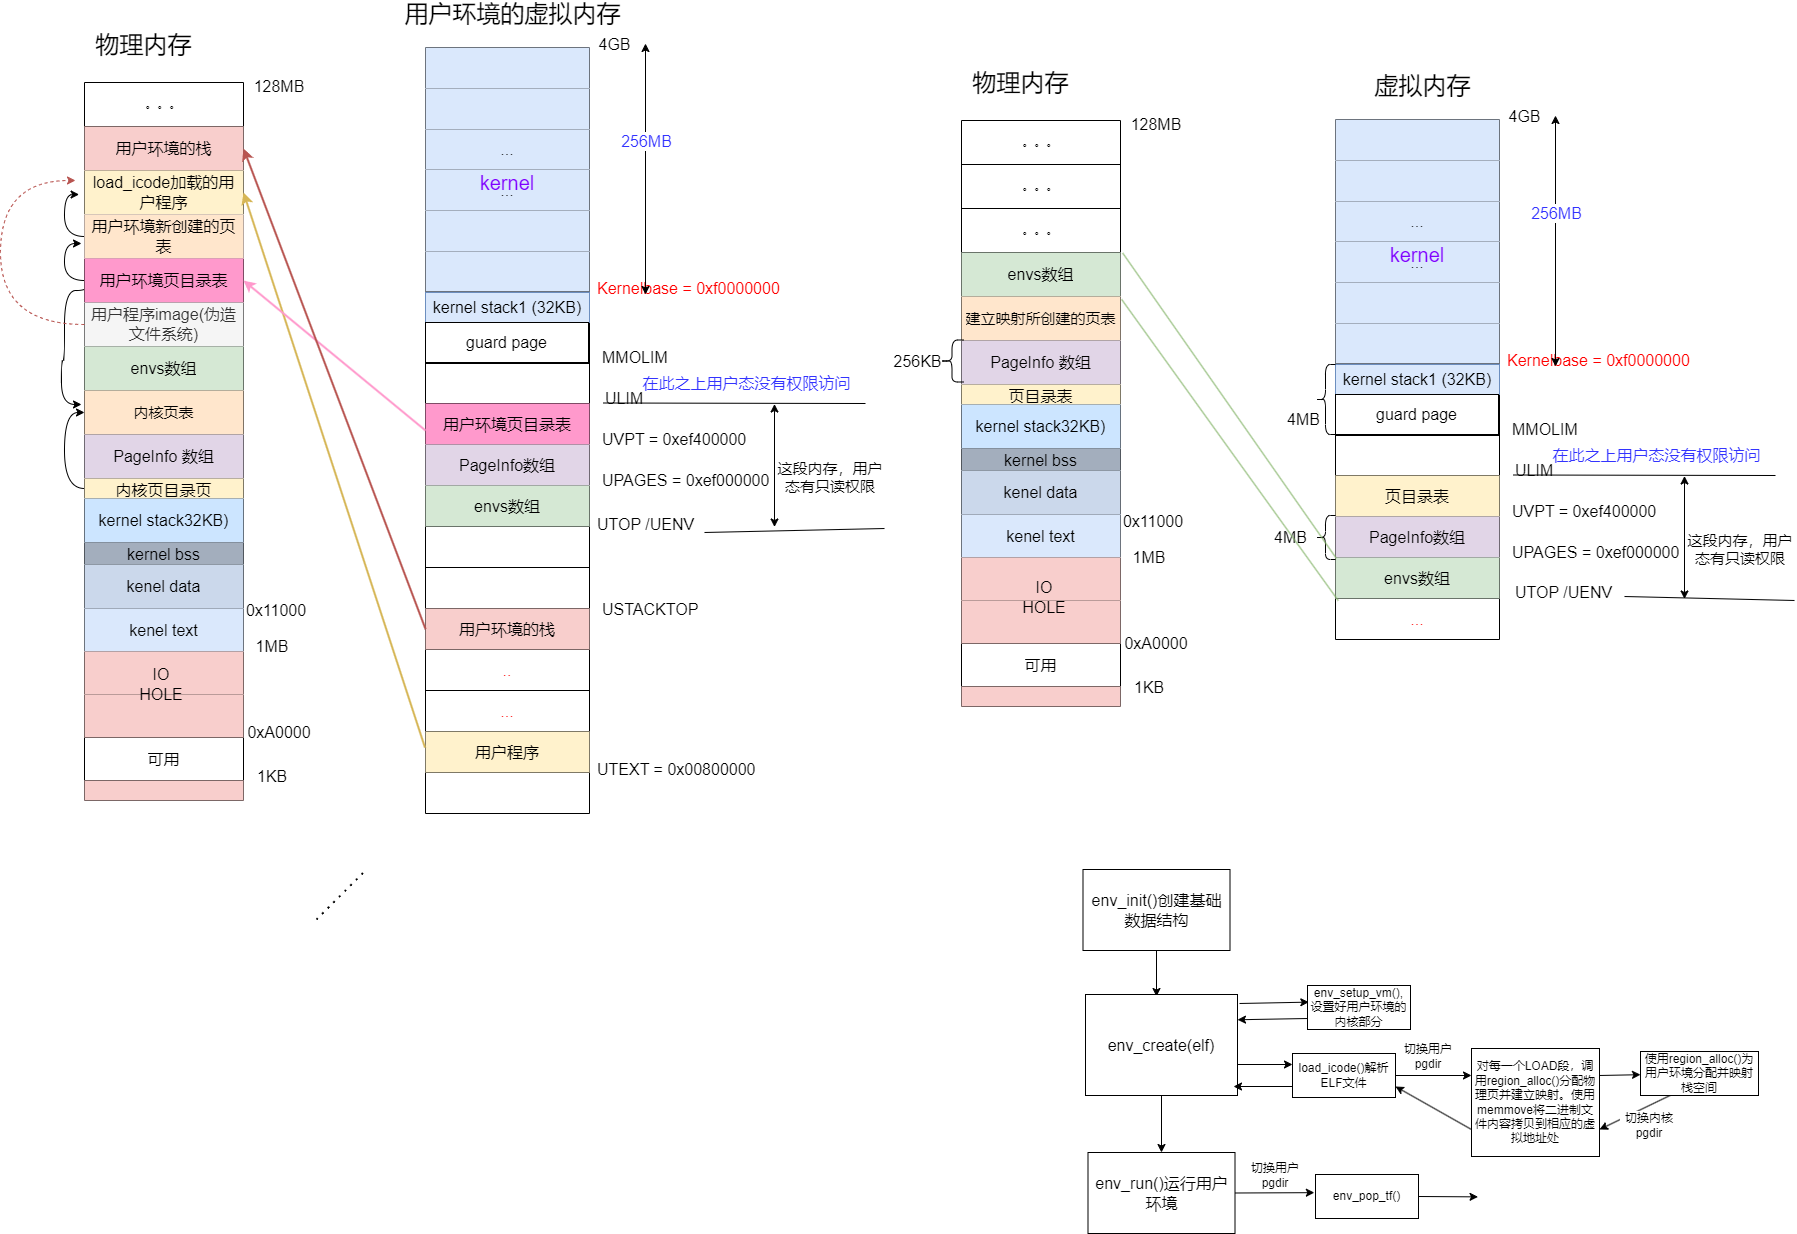 用户环境的虚拟内存
物理内存
4GB
128MB
。。。
用户环境的栈
load_icode加载的用
户程序
用户环境新创建的页
表
用户环境页目录表
用户程序image(伪造
文件系统)
envs数组
内核页表
PageInfo 数组
内核页目录页
kernel stack32KB)
kernel bss
kenel data
0x11000
kenel text
1MB
IO
HOLE
0xA0000
可用
1KB
...
256MB
kernel
...
Kernelbase = 0xf0000000
kernel stack1 (32KB)
guard page
MMOLIM
在此之上用户态没有权限访问
ULIM
用户环境页目录表
UVPT = 0xef400000
PageInfo数组
UPAGES = 0xef000000
这段内存，用户
态有只读权限
envs数组
UTOP /UENV
USTACKTOP
用户环境的栈
..
...
用户程序
UTEXT = 0x00800000
物理内存
128MB
。。。
。。。
。。。
envs数组
建立映射所创建的页表
256KB
PageInfo 数组
页目录表
kernel stack32KB)
kernel bss
kenel data
0x11000
kenel text
1MB
IO
HOLE
0xA0000
可用
1KB
虚拟内存
4GB
256MB
...
kernel
...
Kernelbase = 0xf0000000
kernel stack1 (32KB)
4MB
guard page
MMOLIM
在此之上用户态没有权限访问
ULIM
页目录表
UVPT = 0xef400000
4MB
PageInfo数组
UPAGES = 0xef000000
这段内存，用户
态有只读权限
envs数组
UTOP /UENV
...
env_init()创建基础
数据结构
env_create(elf)
env_setup_vm(),
设置好用户环境的
内核部分
load_icode()解析
ELF文件
切换用户
pgdir
对每一个LOAD段，调
用region_alloc()分配物
理页并建立映射。使用
memmove将二进制文
件内容拷贝到相应的虚
拟地址处
使用region_alloc()为
用户环境分配并映射
栈空间
切换内核
pgdir
env_run()运行用户
环境
切换用户
pgdir
env_pop_tf()